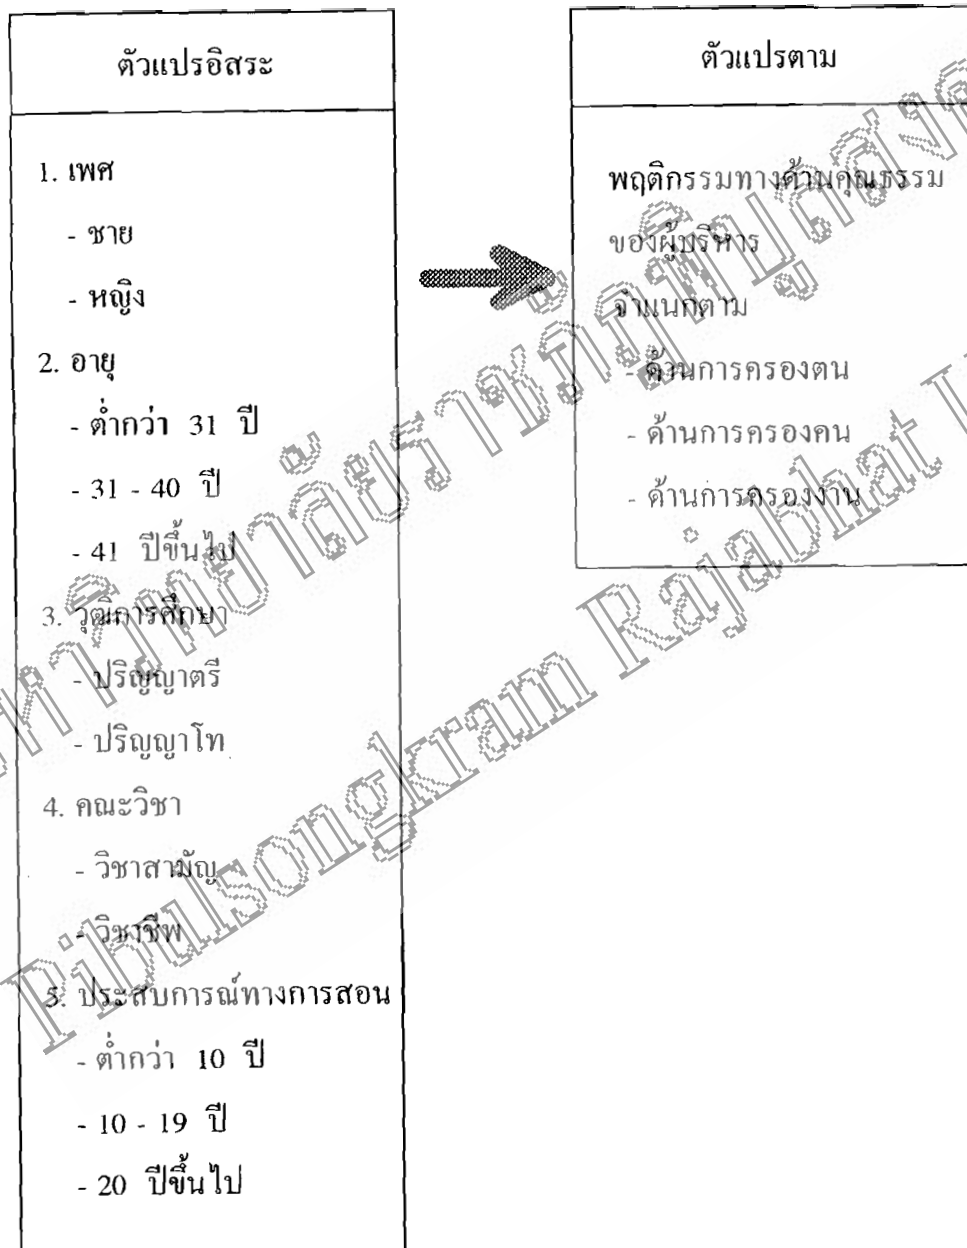 ตัวแปรอิสระ
1. เพศ
- ชาย
- หญิง
2. อายุ
- ต่ำกว่า 31 ปี
- 31 - 40 ปี
- 41 ปีขึ้นไป
3. วุฒิการศึกษา
- ปริญญาตรี
- ปริญญาโท
4. คณะวิชา
- วิชาสามัญ
- วิชาชีพ
5. ประสบการณ์ทางการสอน
- ต่ำกว่า 10 ปี
- 10 - 19 ปี
- 20 ปีขึ้นไป
ตัวแปรตาม
พฤติกรรมทางด้านคุณธรรม
ของผู้บริหาร
จำแนกตาม
- ด้านการครองตน
- ด้านการครองคน
- ด้านการครองงาน
Pibulsongkram Rajabhat